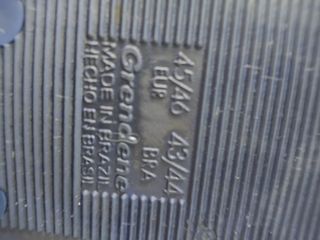 45/46 43/44
EUR BRA
Grendene
MADE IN BRAZIL
HECHO EN BRASIL